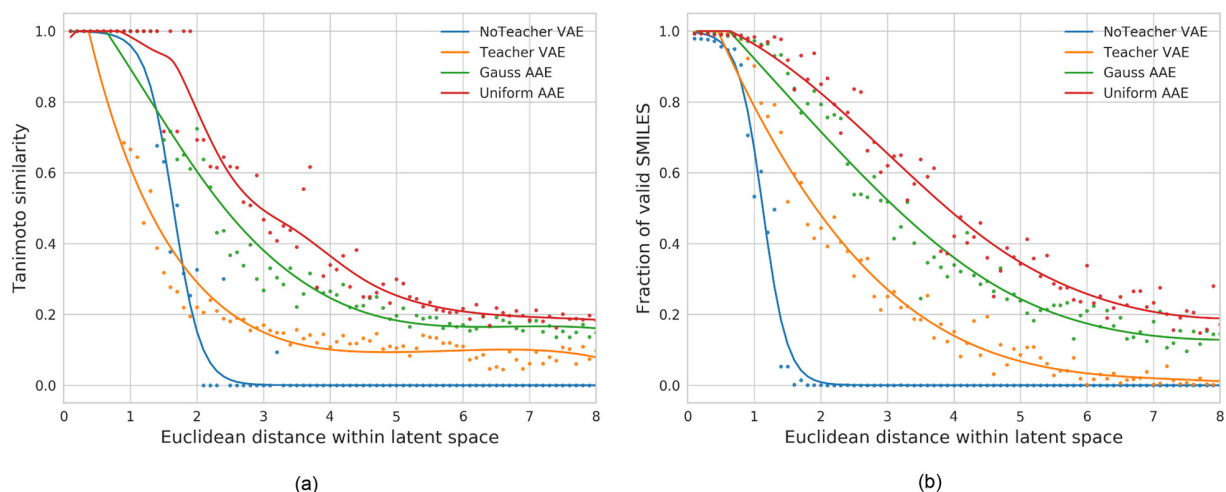 1.0
0.8
0.6
0.4
0.2
0.0
Tanimoto similarity
NoTeacher VAE
Teacher VAE
Gauss AAE
Uniform AAE
0 1 2 3 4 5 6 7 8
Euclidean distance within latent space
(a)
1.0
0.8
0.6
0.4
0.2
0.0
Fraction of valid SMILES
NoTeacher VAE
Teacher VAE
Gauss AAE
Uniform AAE
0 1 2 3 4 5 6 7 8
Euclidean distance within latent space
(b)